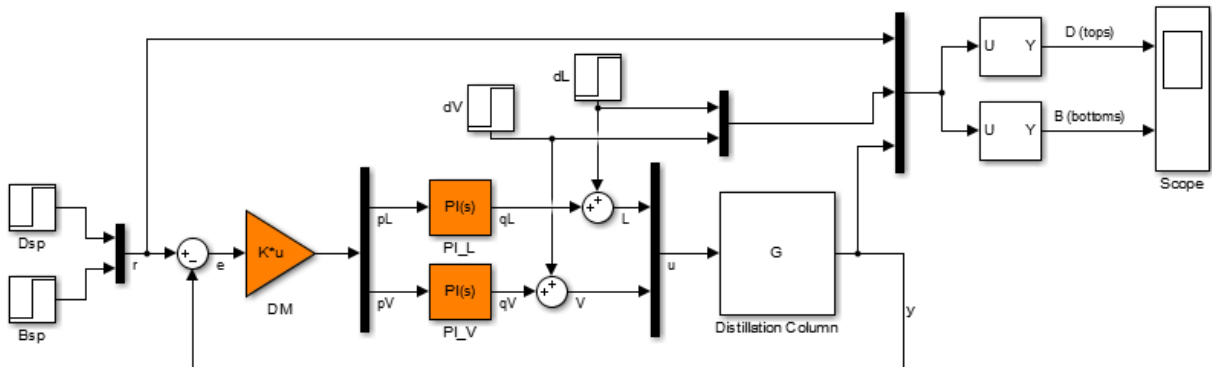 D (tops)
U Y
dL
dV
B (bottoms)
U Y
Scope
PI(s)
pL
qL
L
PI_L
Dsp
K*u
G
r
e
u
DM
PI(s)
pV
qV
V
PI_V
Distillation Column
y
Bsp